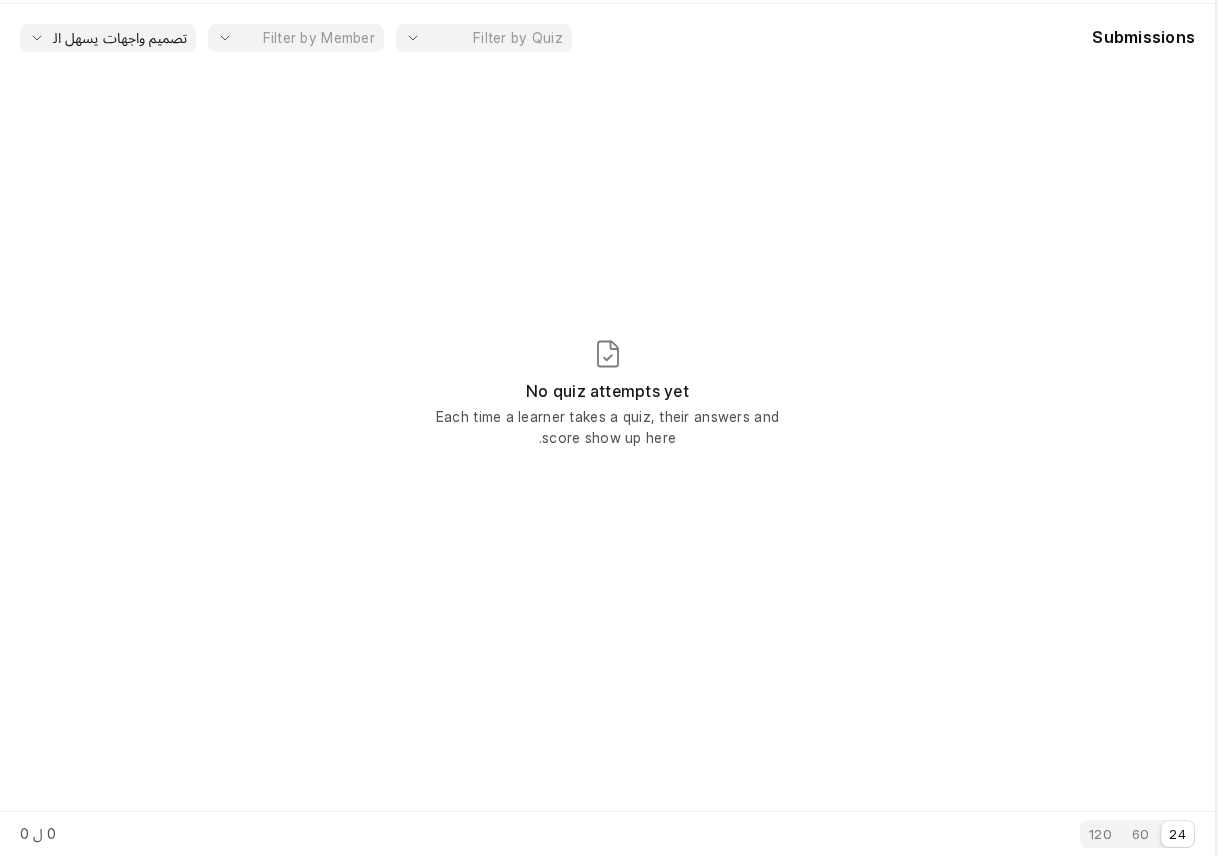 Submissions
Filter by Quiz
Filter by Member
تصميم واجهات يسهل ال
No quiz attempts yet
Each time a learner takes a quiz, their answers and
score show up here.
24
60
120
0 ل 0